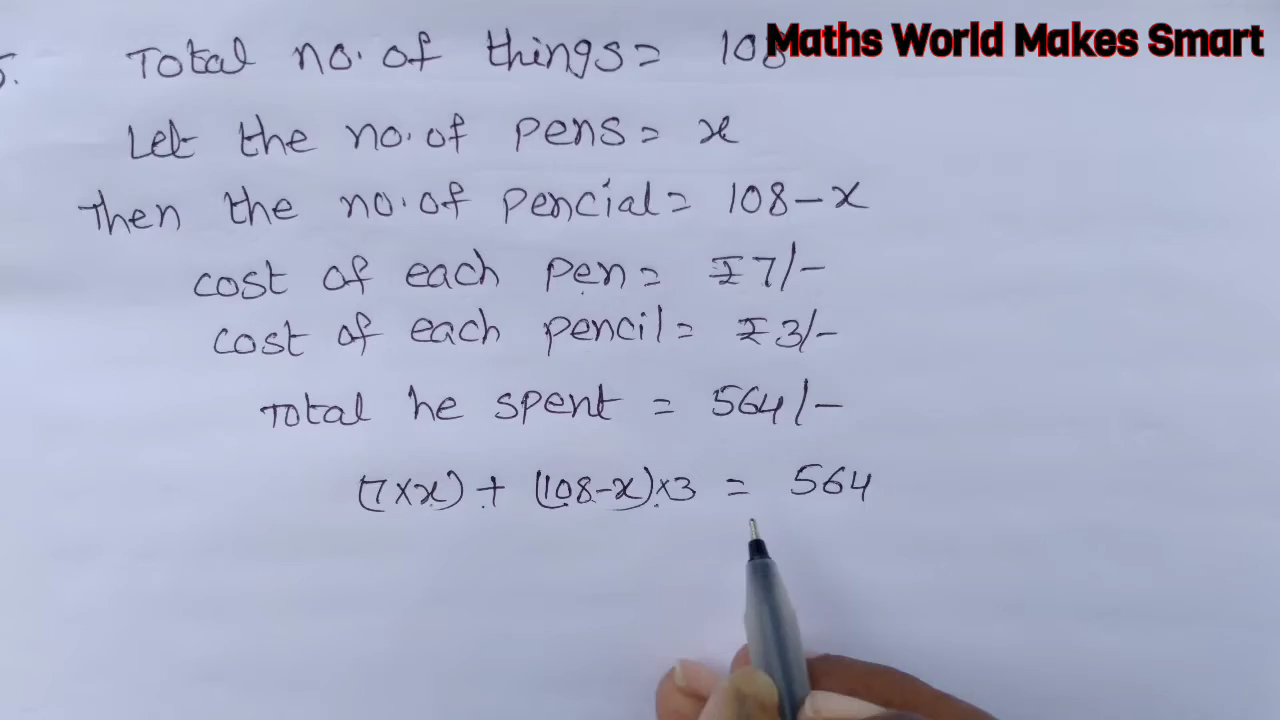 Maths World Makes Smart
5. Total no. of things = 108
Let the no. of pens = x
Then the no. of pencial = 108 - x
cost of each pen = ₹7/-
cost of each pencil = ₹3/-
Total he spent = 564/-
(7 × x) + (108 - x) × 3 = 564